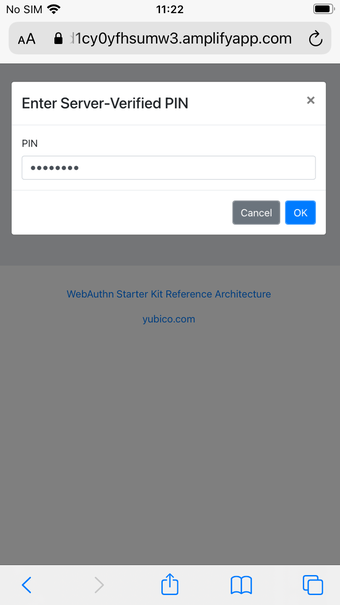 No SIM 11:22
AA d1cy0yfhsumw3.amplifyapp.com
Enter Server-Verified PIN ×
PIN
••••••••
Cancel OK
WebAuthn Starter Kit Reference Architecture
yubico.com